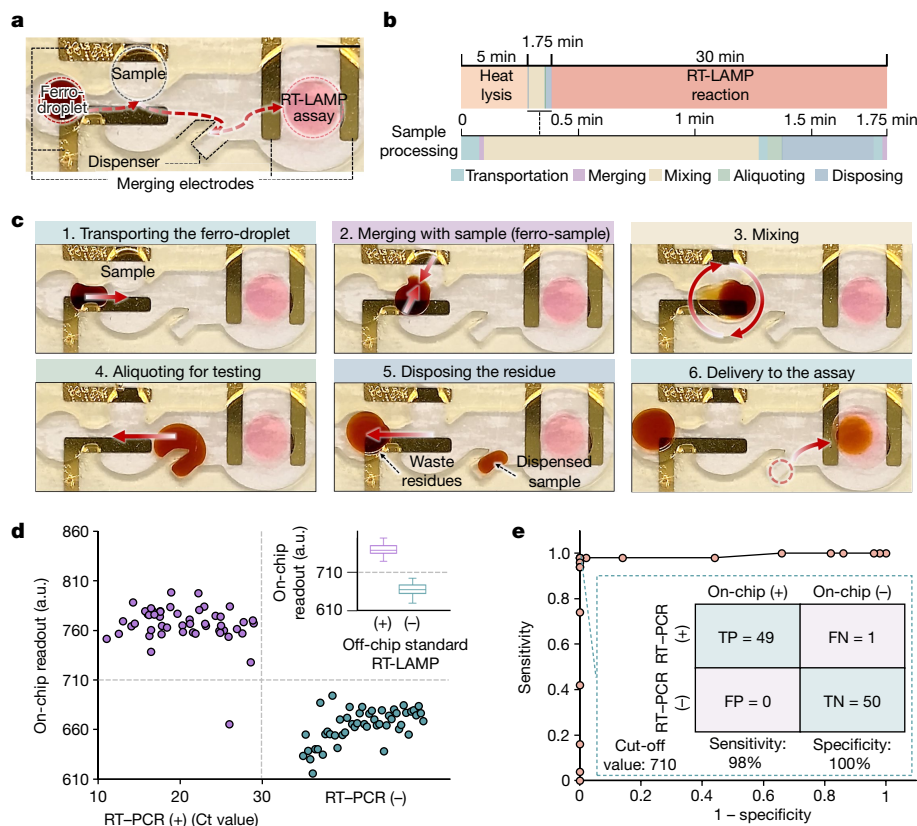 a
Sample
Ferro-
droplet
RT-LAMP
assay
Dispenser
Merging electrodes
b
1.75 min
5 min
30 min
Heat
lysis
RT-LAMP
reaction
0
0.5 min
1 min
1.5 min
1.75 min
Sample
processing
Transportation
Merging
Mixing
Aliquoting
Disposing
c
1. Transporting the ferro-droplet
Sample
2. Merging with sample (ferro-sample)
3. Mixing
4. Aliquoting for testing
5. Disposing the residue
Waste
residues
Dispensed
sample
6. Delivery to the assay
d
On-chip readout (a.u.)
860
810
760
710
660
610
10
20
30
RT–PCR (+) (Ct value)
RT–PCR (–)
On-chip
readout (a.u.)
710
610
(+)
(–)
Off-chip standard
RT-LAMP
e
Sensitivity
1.0
0.8
0.6
0.4
0.2
0
0
0.2
0.4
0.6
0.8
1.0
1 – specificity
On-chip (+)
On-chip (–)
RT–PCR
(+)
TP = 49
FN = 1
RT–PCR
(–)
FP = 0
TN = 50
Cut-off
value: 710
Sensitivity:
98%
Specificity:
100%